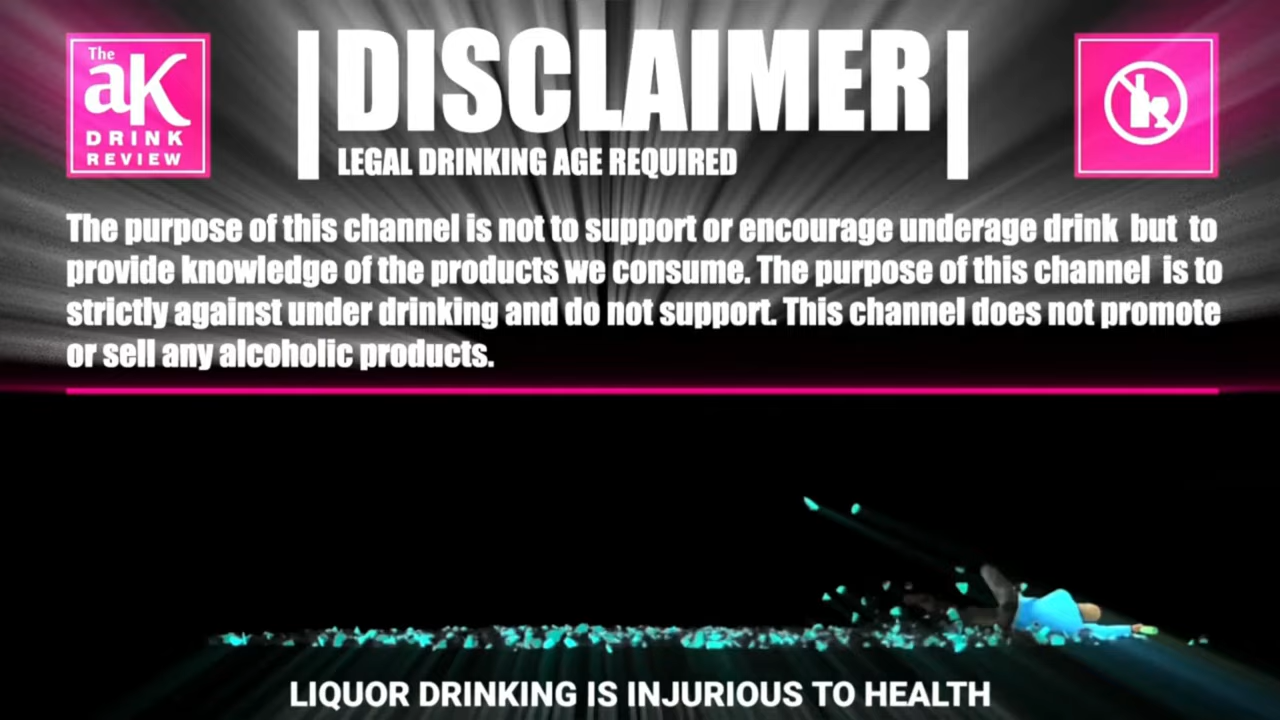 The
aK
DRINK
REVIEW
DISCLAIMER
LEGAL DRINKING AGE REQUIRED
The purpose of this channel is not to support or encourage underage drink but to
provide knowledge of the products we consume. The purpose of this channel is to
strictly against under drinking and do not support. This channel does not promote
or sell any alcoholic products.
LIQUOR DRINKING IS INJURIOUS TO HEALTH